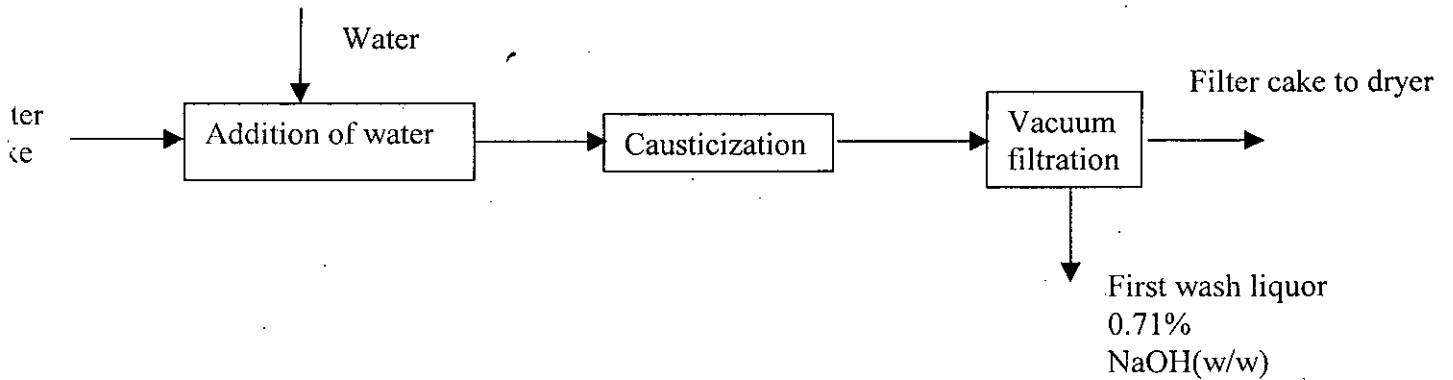 Water
Filter cake to dryer
Addition of water
Causticization
Vacuum
filtration
First wash liquor
0.71%
NaOH(w/w)